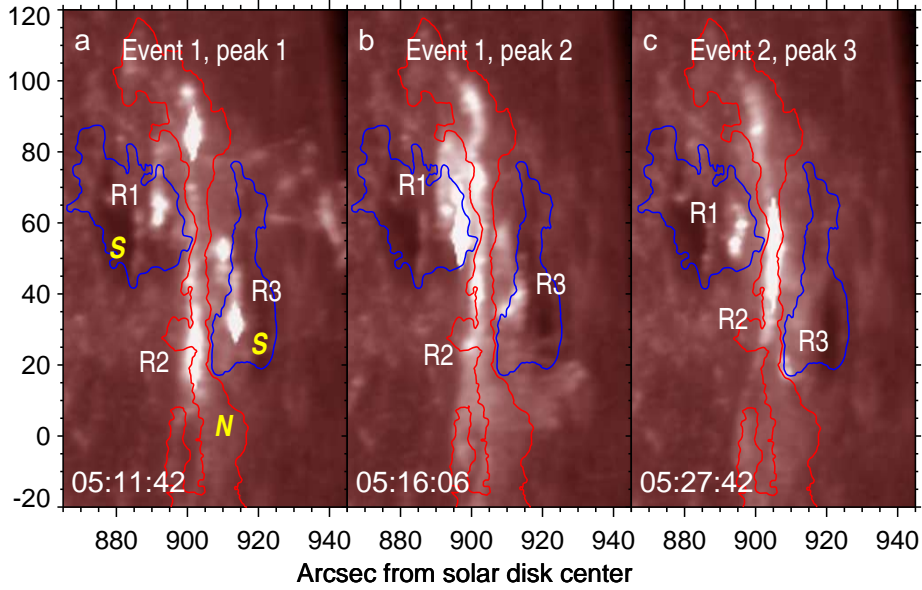 a
Event 1, peak 1
b
Event 1, peak 2
c
Event 2, peak 3
120
100
80
60
40
20
0
-20
R1
S
R3
R2
S
N
05:11:42
R1
R3
R2
05:16:06
R1
R2
R3
05:27:42
880 900 920 940
880 900 920 940
880 900 920 940
Arcsec from solar disk center